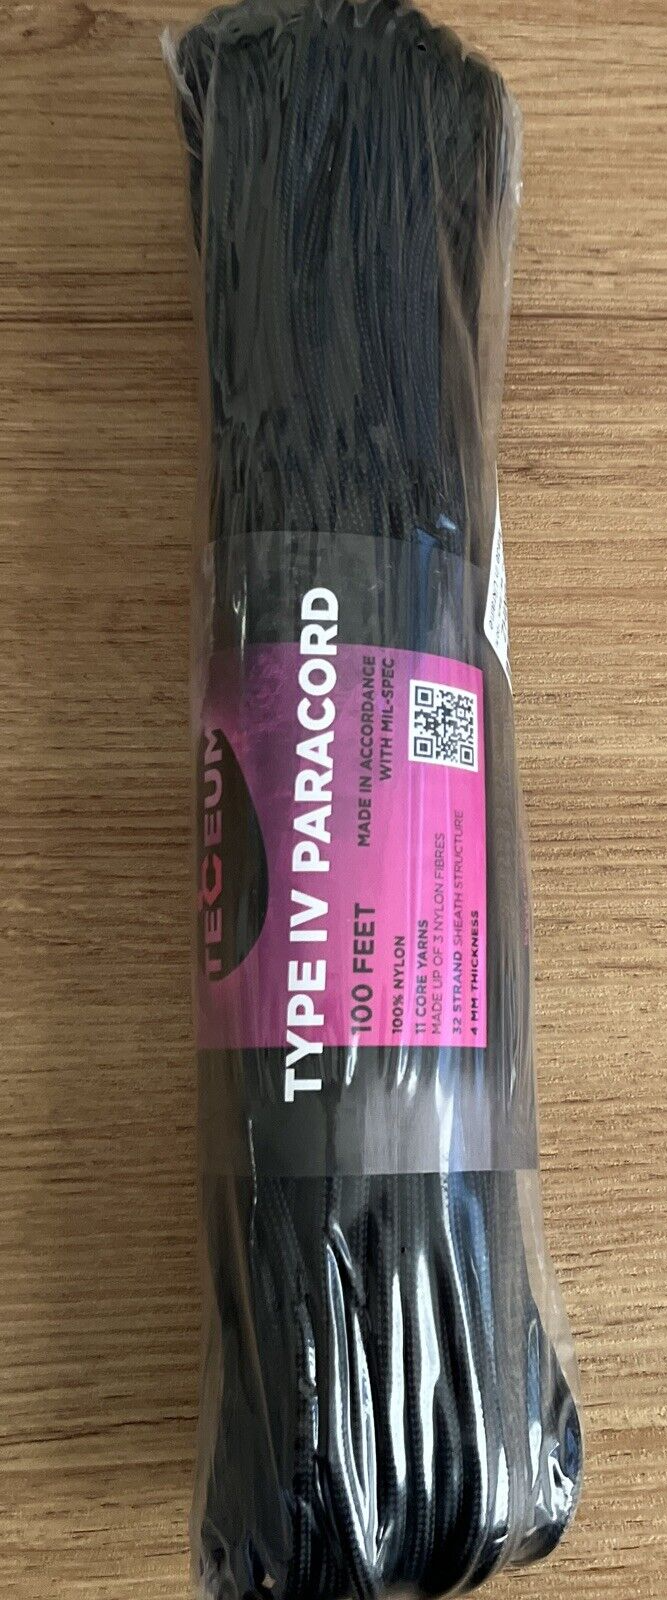 TECEUM
TYPE IV PARACORD
100 FEET
MADE IN ACCORDANCE
WITH MIL-SPEC
100% NYLON
11 CORE YARNS
MADE UP OF 3 NYLON FIBRES
32 STRAND SHEATH STRUCTURE
4 MM THICKNESS